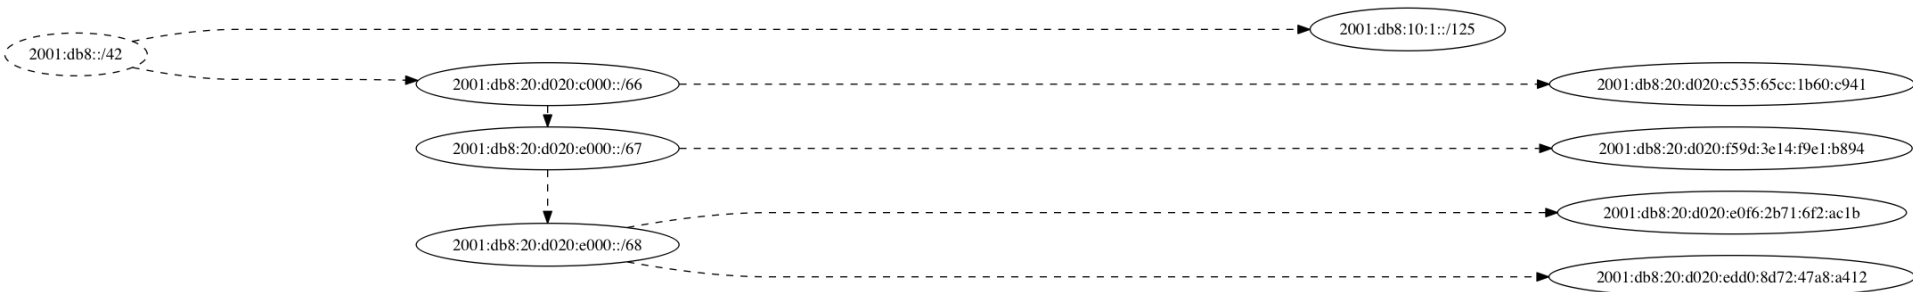 2001:db8:10:1::/125
2001:db8::/42
2001:db8:20:d020:c000::/66
2001:db8:20:d020:c535:65cc:1b60:c941
2001:db8:20:d020:e000::/67
2001:db8:20:d020:f59d:3e14:f9e1:b894
2001:db8:20:d020:e0f6:2b71:6f2:ac1b
2001:db8:20:d020:e000::/68
2001:db8:20:d020:edd0:8d72:47a8:a412